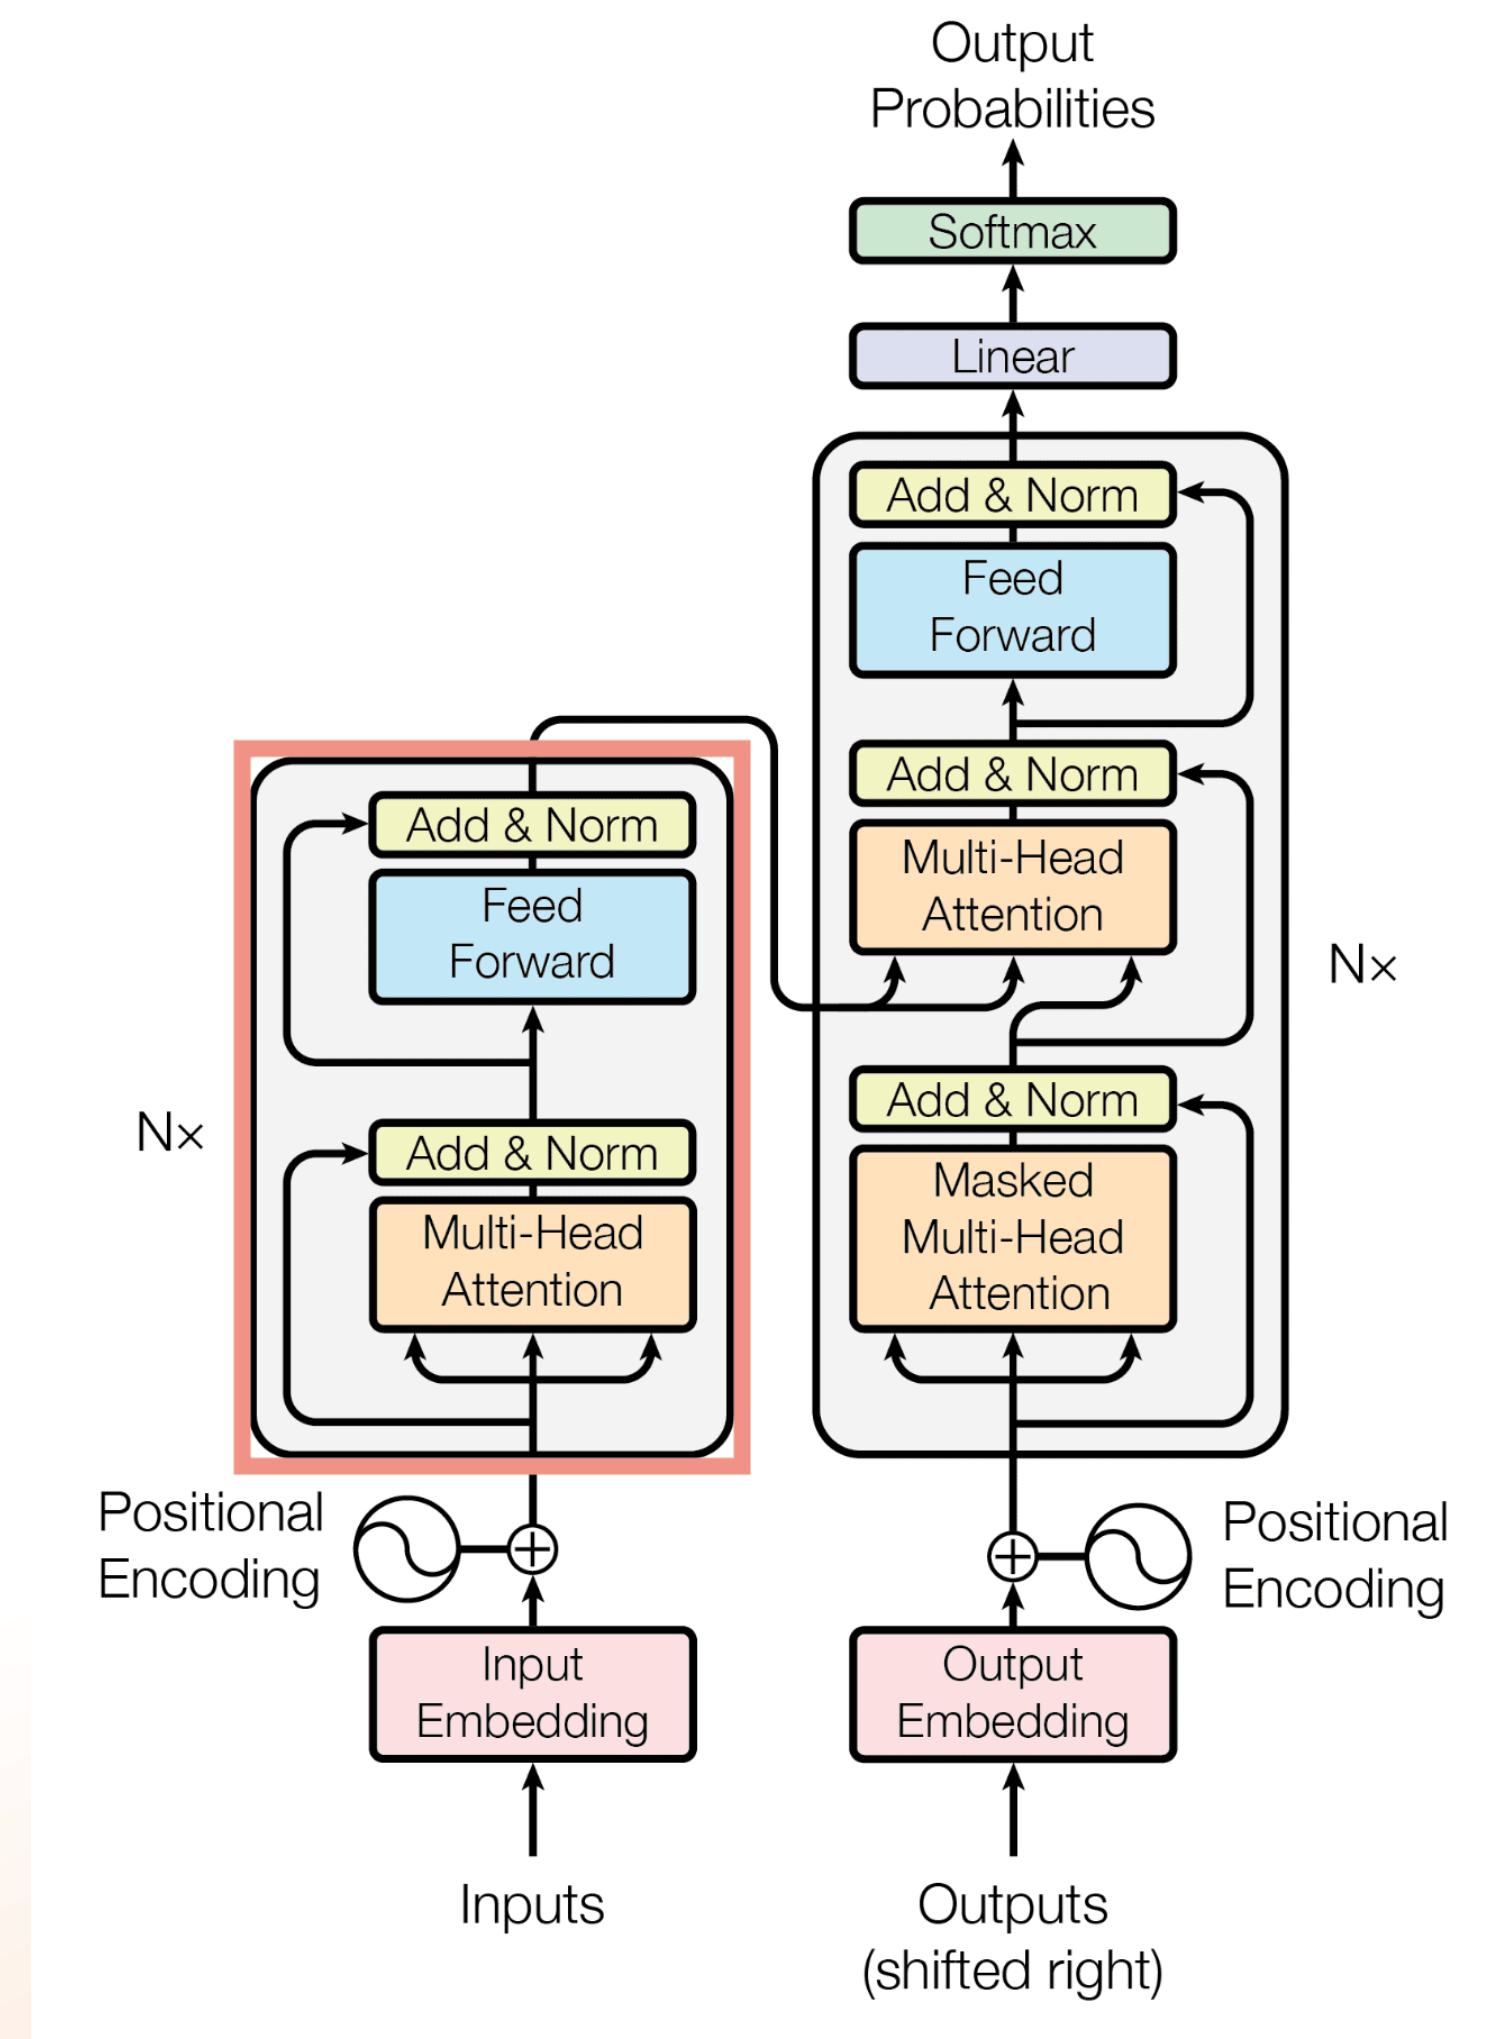 Output
Probabilities
Softmax
Linear
Add & Norm
Feed
Forward
Add & Norm
Multi-Head
Attention
Add & Norm
Masked
Multi-Head
Attention
N×
Add & Norm
Feed
Forward
Add & Norm
Multi-Head
Attention
N×
Positional
Encoding
Positional
Encoding
Input
Embedding
Output
Embedding
Inputs
Outputs
(shifted right)